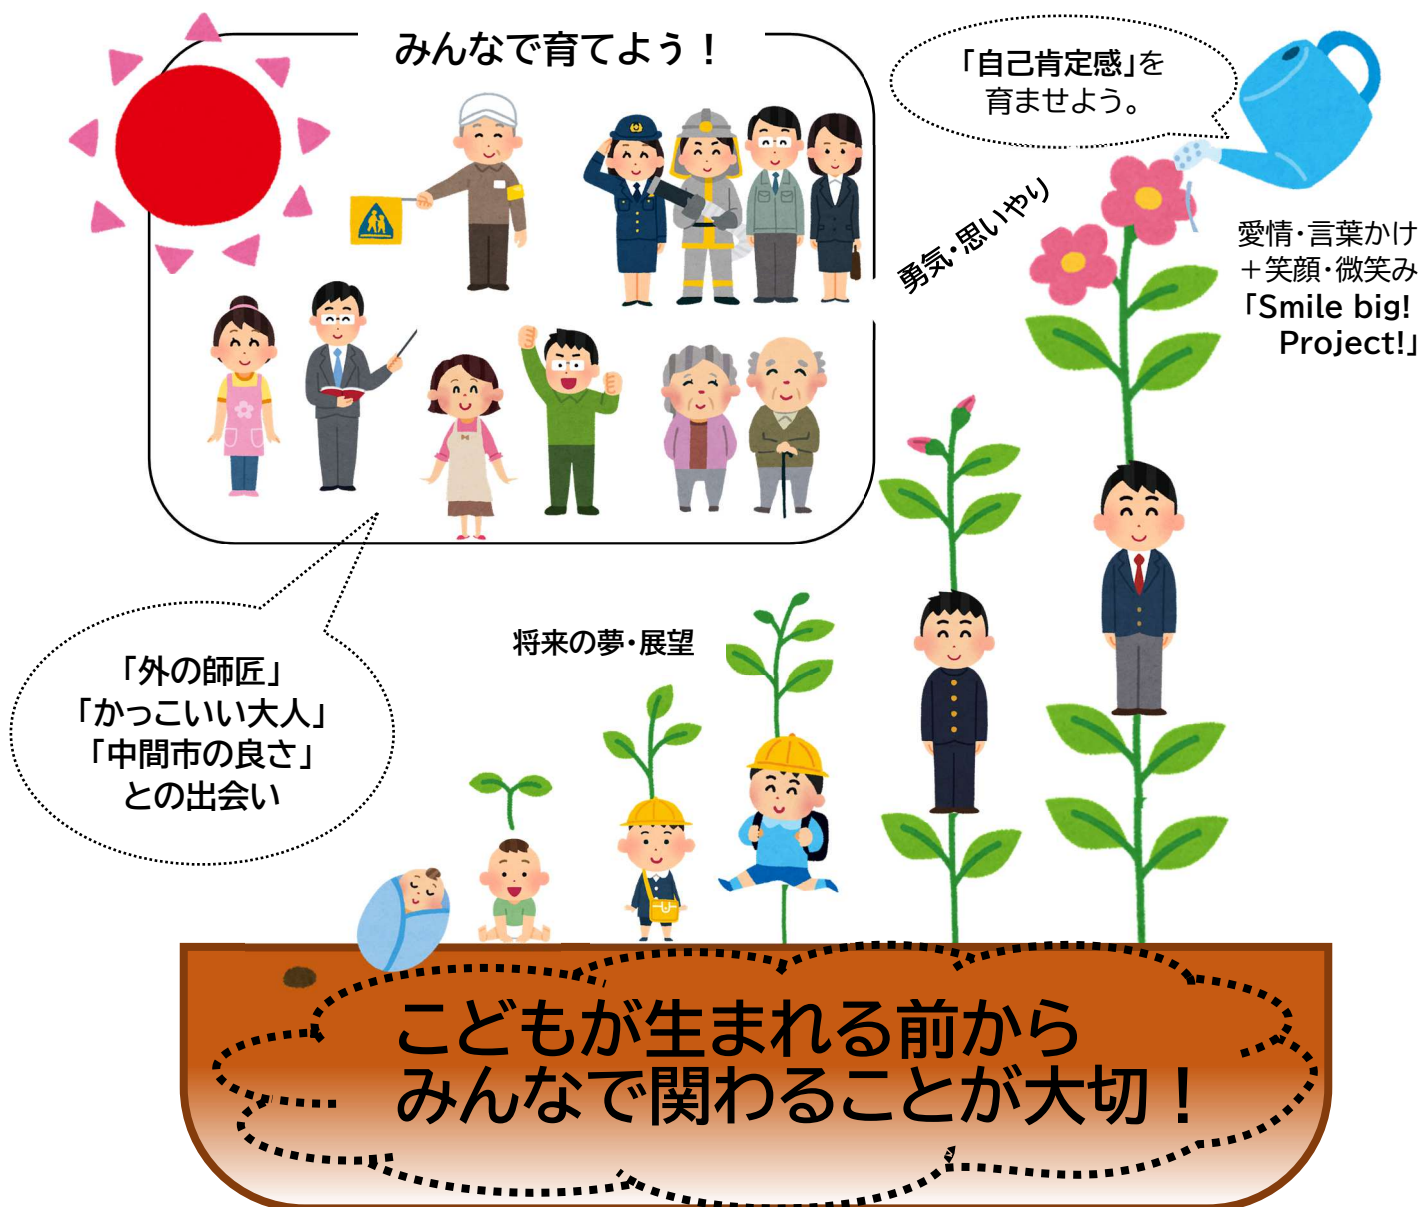 みんなで育てよう！
「自己肯定感」を
育ませよう。
勇気・思いやり
愛情・言葉かけ
＋笑顔・微笑み
「Smile big!
Project!」
将来の夢・展望
「外の師匠」
「かっこいい大人」
「中間市の良さ」
との出会い
こどもが生まれる前から
みんなで関わることが大切！